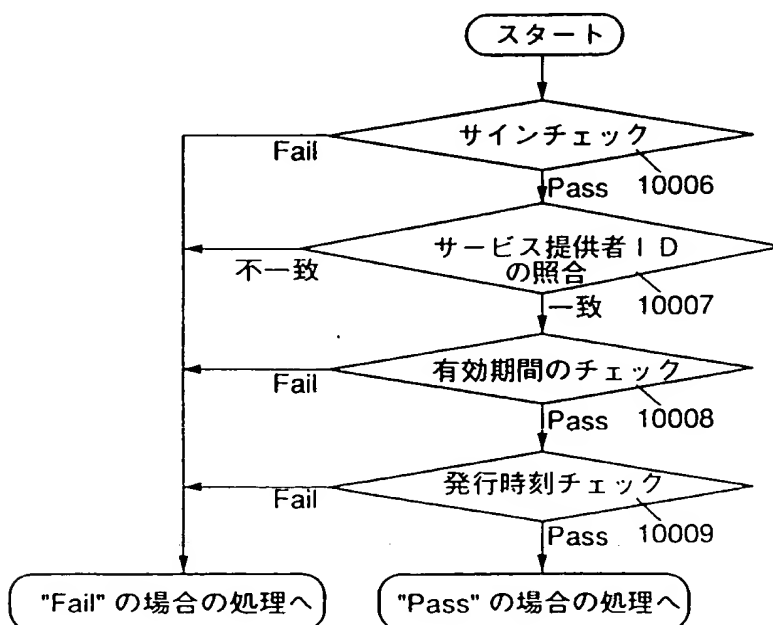 スタート
サインチェック
Fail
Pass 10006
サービス提供者ID
の照合
不一致
10007
一致
有効期間のチェック
Fail
10008
Pass
発行時刻チェック
Fail
Pass 10009
"Fail" の場合の処理へ
"Pass" の場合の処理へ